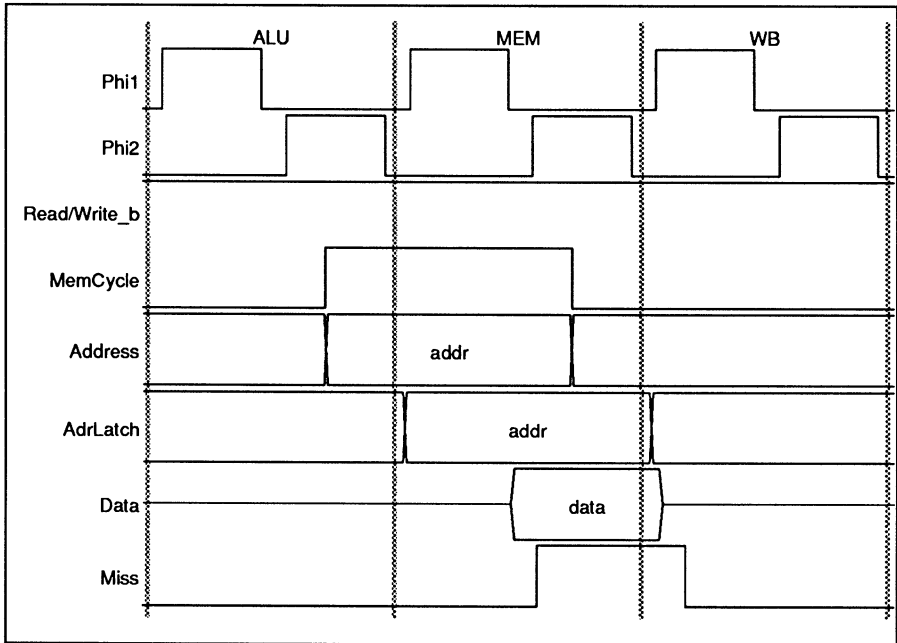 ALU MEM WB
Phi1
Phi2
Read/Write_b
MemCycle
Address addr
AdrLatch addr
Data data
Miss